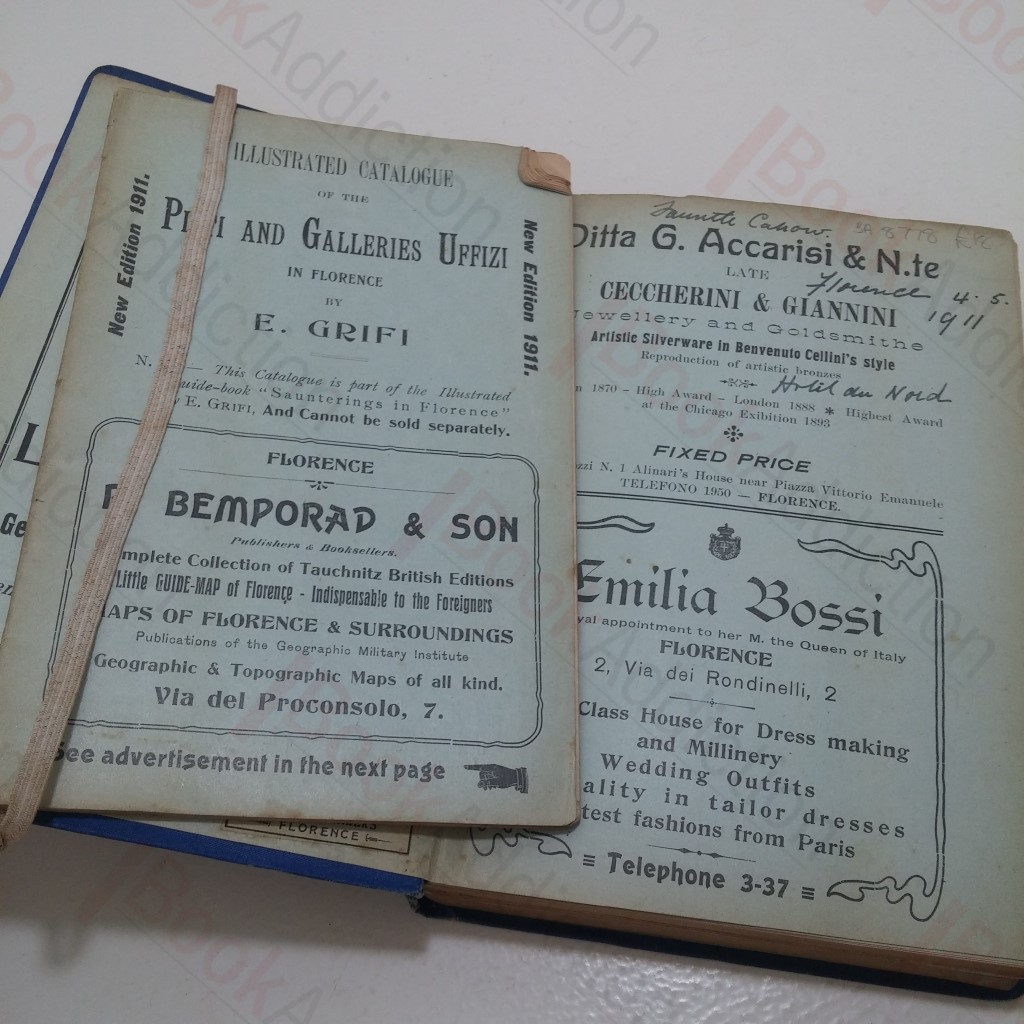 New Edition 1911.
ILLUSTRATED CATALOGUE
OF THE
AND GALLERIES UFFIZI
IN FLORENCE
BY
E. GRIFI
New Edition 1911.
N. — This Catalogue is part of the Illustrated
uide-book "Saunterings in Florence"
E. GRIFI, And Cannot be sold separately.
FLORENCE
BEMPORAD & SON
Publishers & Booksellers.
mplete Collection of Tauchnitz British Editions
Little GUIDE-MAP of Florence - Indispensable to the Foreigners
MAPS OF FLORENCE & SURROUNDINGS
Publications of the Geographic Military Institute
Geographic & Topographic Maps of all kind.
Via del Proconsolo, 7.
See advertisement in the next page
FLORENCE
Ditta G. Accarisi & N.te
LATE
Florence 4. 5. 1911
CECCHERINI & GIANNINI
Jewellery and Goldsmithe
Artistic Silverware in Benvenuto Cellini's style
Reproduction of artistic bronzes
Hotel du Nord
1870 - High Award - London 1888 * Highest Award
at the Chicago Exibition 1893
FIXED PRICE
zzi N. 1 Alinari's House near Piazza Vittorio Emanuele
TELEFONO 1950 — FLORENCE.
Emilia Bossi
yal appointment to her M. the Queen of Italy
FLORENCE
2, Via dei Rondinelli, 2
Class House for Dress making
and Millinery
Wedding Outfits
ality in tailor dresses
test fashions from Paris
≡ Telephone 3-37 ≡
BookAddiction